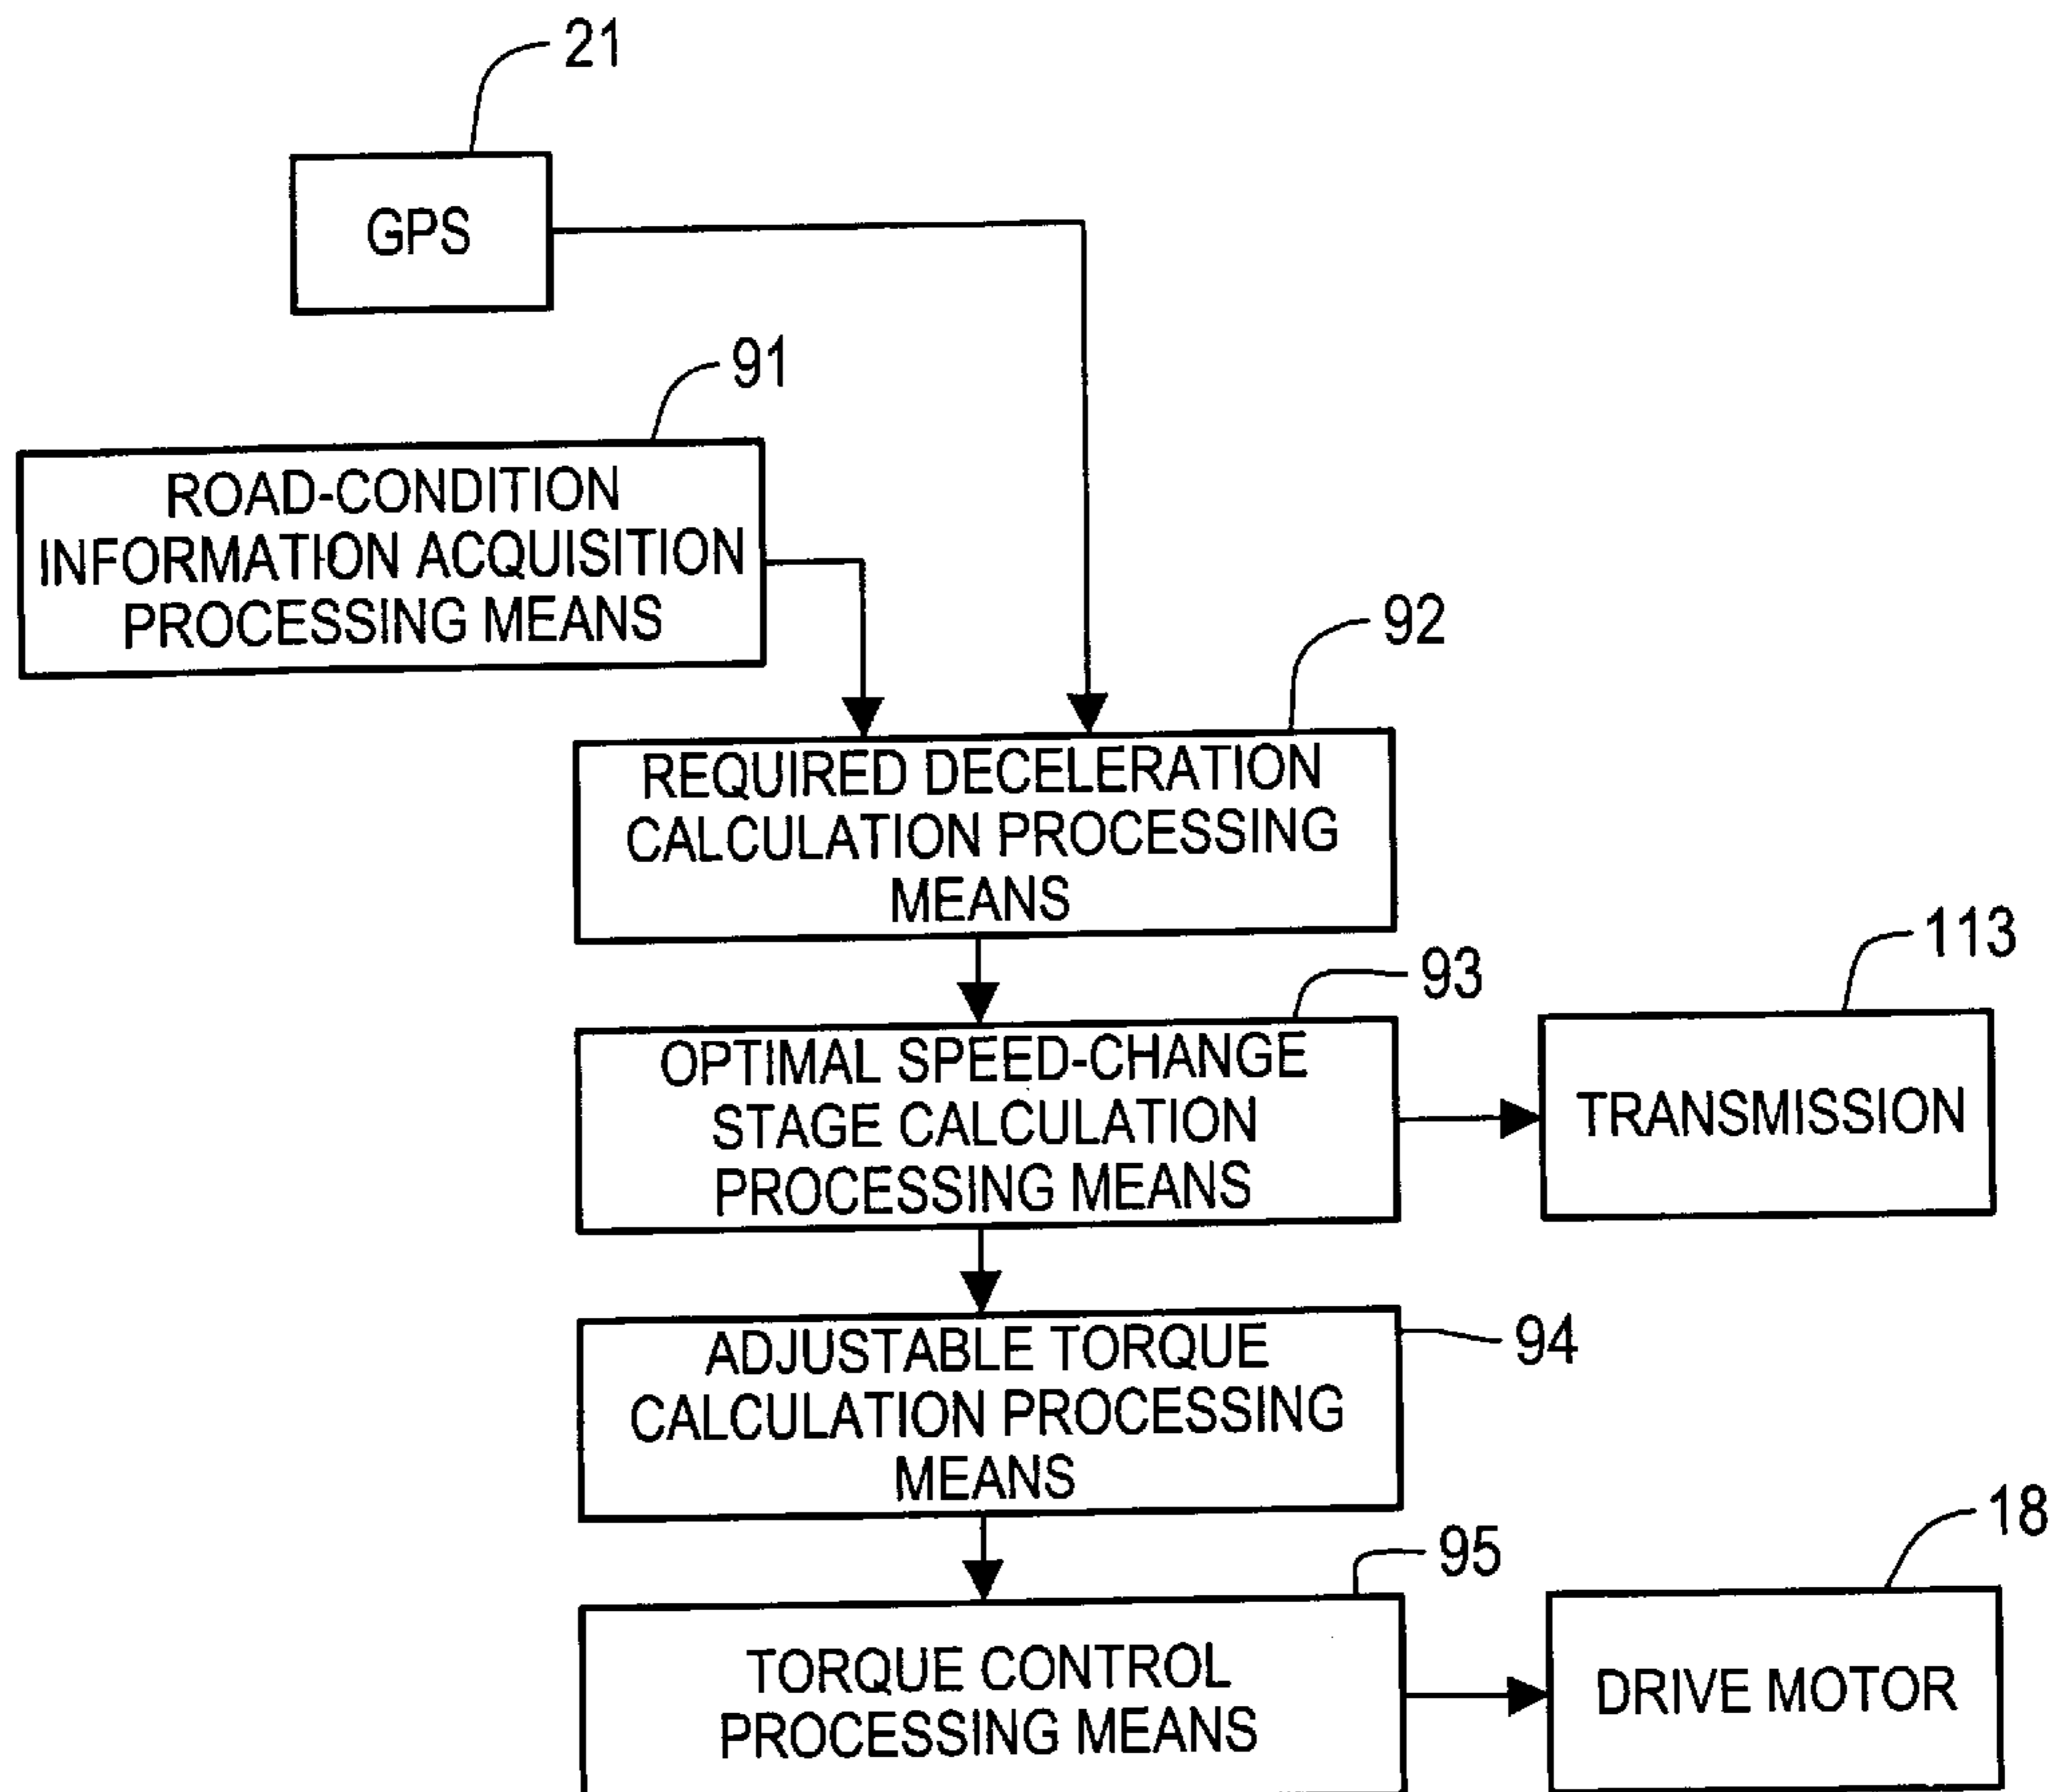 21
GPS
91
ROAD-CONDITION
INFORMATION ACQUISITION
PROCESSING MEANS
92
REQUIRED DECELERATION
CALCULATION PROCESSING
MEANS
113
93
OPTIMAL SPEED-CHANGE
STAGE CALCULATION
PROCESSING MEANS
TRANSMISSION
94
ADJUSTABLE TORQUE
CALCULATION PROCESSING
MEANS
18
95
TORQUE CONTROL
PROCESSING MEANS
DRIVE MOTOR